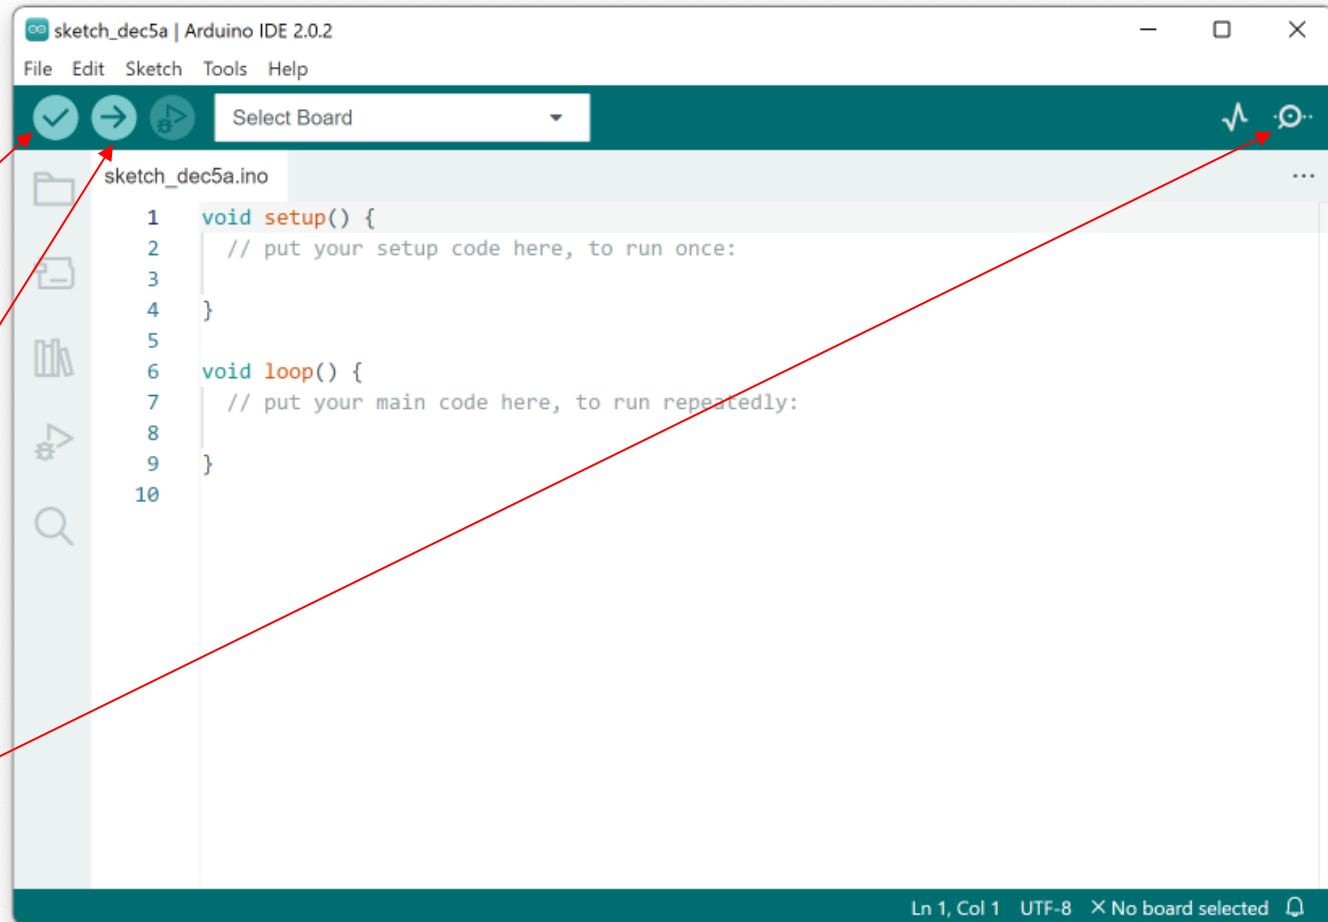 sketch_dec5a | Arduino IDE 2.0.2
File Edit Sketch Tools Help
Select Board
sketch_dec5a.ino
1 void setup() {
2 // put your setup code here, to run once:
3
4 }
5
6 void loop() {
7 // put your main code here, to run repeatedly:
8
9 }
10
Ln 1, Col 1 UTF-8 No board selected